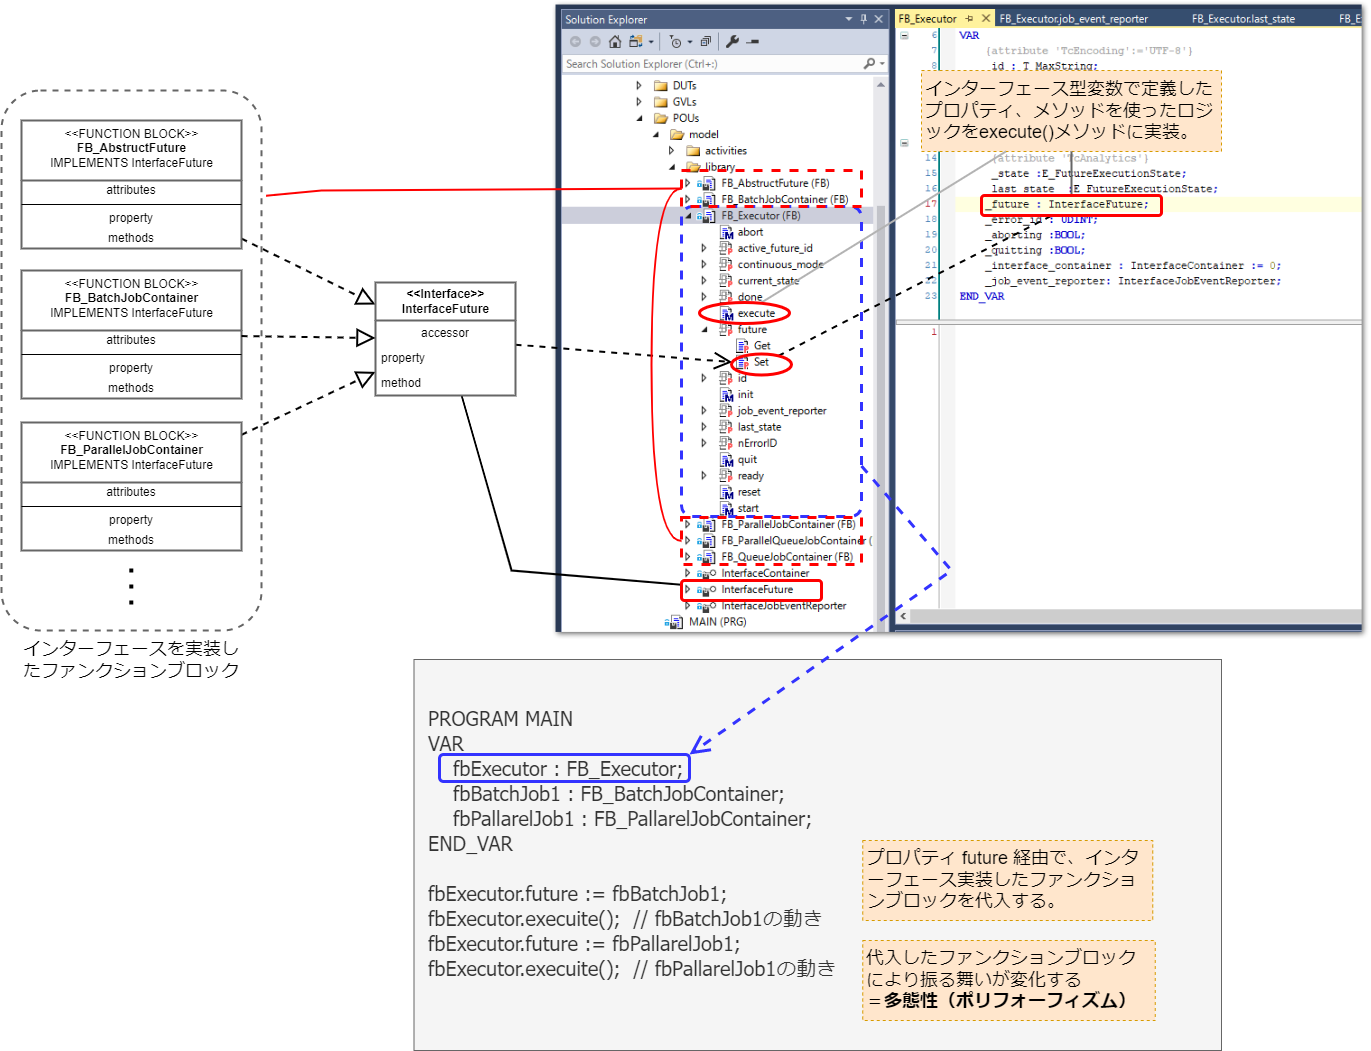 <<FUNCTION BLOCK>>
FB_AbstructFuture
IMPLEMENTS InterfaceFuture
attributes
property
methods
<<FUNCTION BLOCK>>
FB_BatchJobContainer
IMPLEMENTS InterfaceFuture
attributes
property
methods
<<FUNCTION BLOCK>>
FB_ParallelJobContainer
IMPLEMENTS InterfaceFuture
attributes
property
methods
インターフェースを実装し
たファンクションブロック
<<Interface>>
InterfaceFuture
accessor
property
method
Solution Explorer
Search Solution Explorer (Ctrl+:)
DUTs
GVLs
POUs
model
activities
library
FB_AbstructFuture (FB)
FB_BatchJobContainer (FB)
FB_Executor (FB)
abort
active_future_id
continuous_mode
current_state
done
execute
future
Get
Set
id
init
job_event_reporter
last_state
nErrorID
quit
ready
reset
start
FB_ParallelJobContainer (FB)
FB_ParallelQueueJobContainer (
FB_QueueJobContainer (FB)
InterfaceContainer
InterfaceFuture
InterfaceJobEventReporter
MAIN (PRG)
FB_Executor
FB_Executor.job_event_reporter
FB_Executor.last_state
FB_E
6 VAR
7 {attribute 'TcEncoding':='UTF-8'}
8 id : T_MaxString;
インターフェース型変数で定義した
プロパティ、メソッドを使ったロジ
ックをexecute()メソッドに実装。
14 {attribute 'TcAnalytics'}
15 _state :E_FutureExecutionState;
16 last_state :E_FutureExecutionState;
17 _future : InterfaceFuture;
18 _error_id : UDINT;
19 _aborting :BOOL;
20 _quitting :BOOL;
21 _interface_container : InterfaceContainer := 0;
22 _job_event_reporter: InterfaceJobEventReporter;
23 END_VAR
1
PROGRAM MAIN
VAR
fbExecutor : FB_Executor;
fbBatchJob1 : FB_BatchJobContainer;
fbPallarelJob1 : FB_PallarelJobContainer;
END_VAR
fbExecutor.future := fbBatchJob1;
fbExecutor.execuite(); // fbBatchJob1の動き
fbExecutor.future := fbPallarelJob1;
fbExecutor.execuite(); // fbPallarelJob1の動き
プロパティ future 経由で、インタ
ーフェース実装したファンクショ
ンブロックを代入する。
代入したファンクションブロック
により振る舞いが変化する
＝多態性（ポリフォーフィズム）